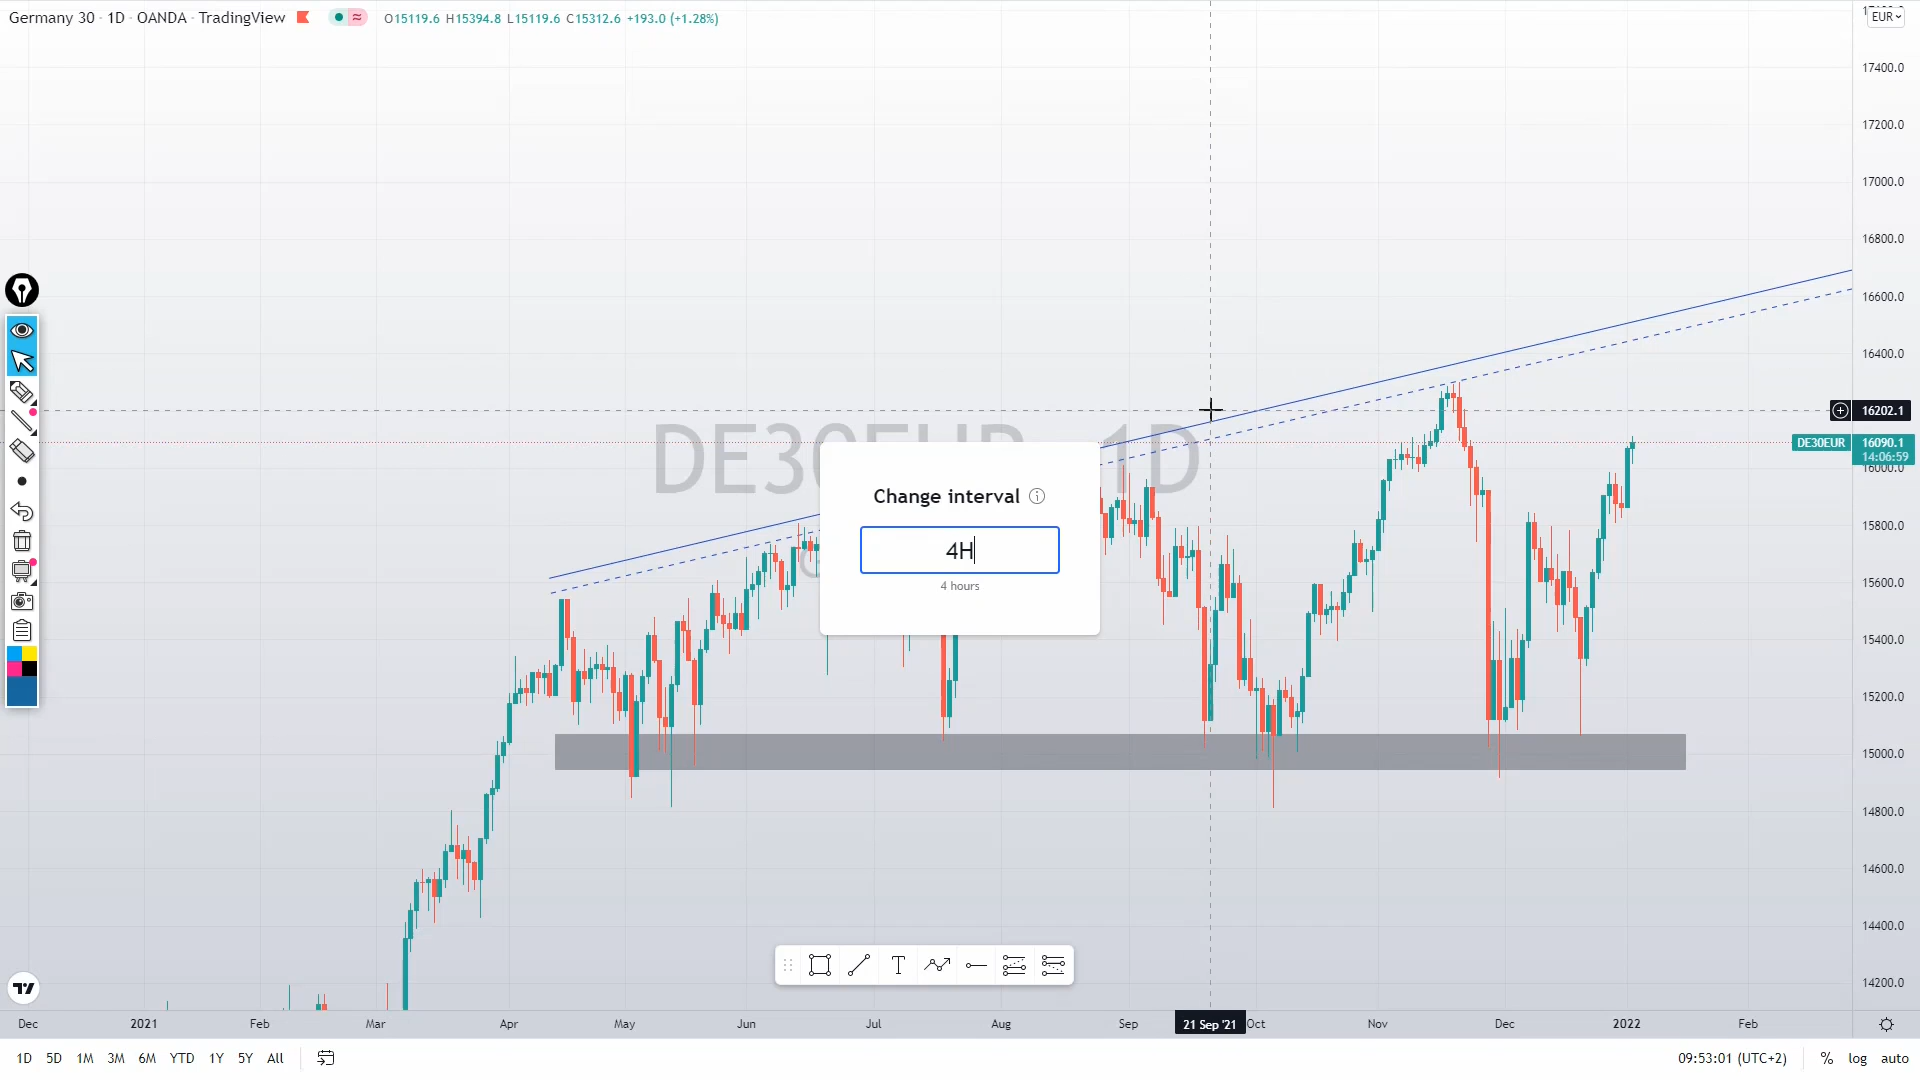 Germany 30 · 1D · OANDA · TradingView
O15119.6 H15394.8 L15119.6 C15312.6 +193.0 (+1.28%)
EUR
17400.0
17200.0
17000.0
16800.0
16600.0
16400.0
16202.1
DE30EUR 16090.1
14:06:59
16000.0
15800.0
15600.0
15400.0
15200.0
15000.0
14800.0
14600.0
14400.0
14200.0
1D
Change interval
4H
4 hours
Dec 2021 Feb Mar Apr May Jun Jul Aug Sep 21 Sep '21 Oct Nov Dec 2022 Feb
1D 5D 1M 3M 6M YTD 1Y 5Y All
09:53:01 (UTC+2) % log auto